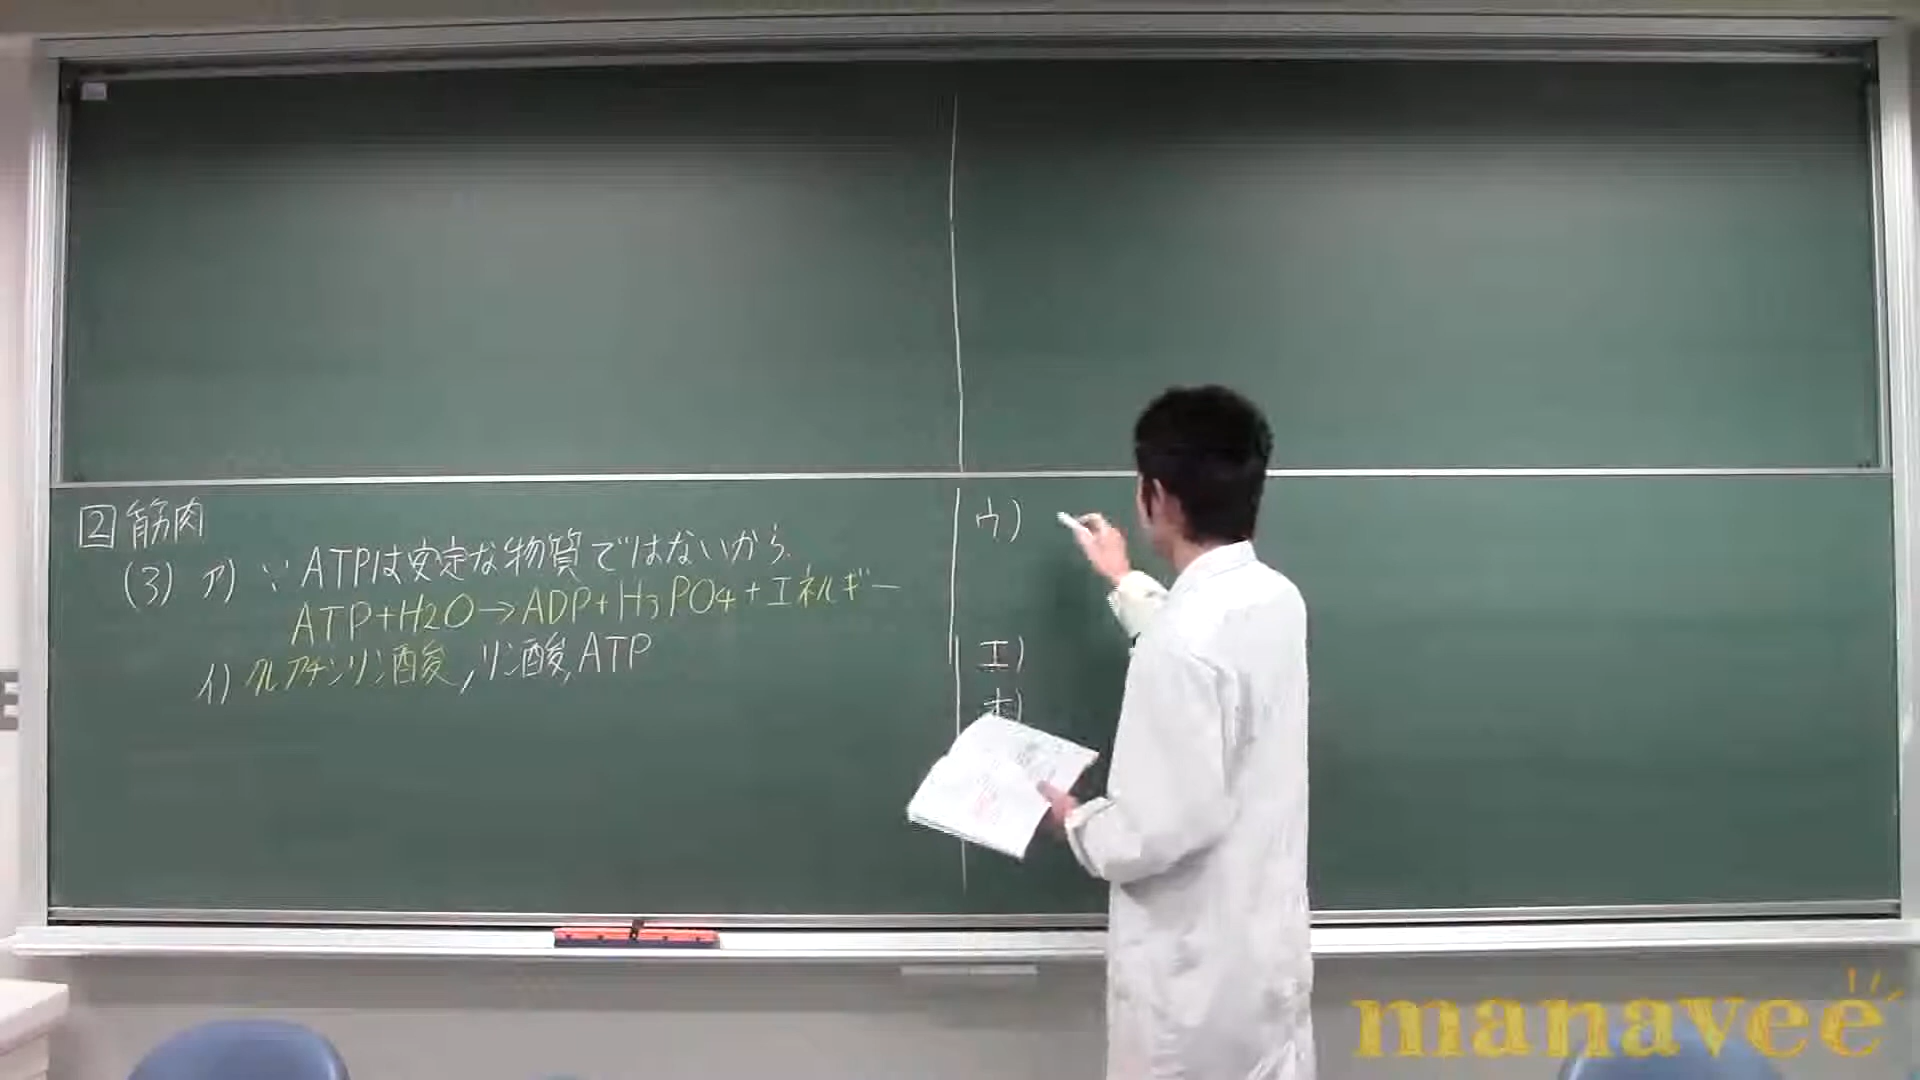 2 筋肉
(3) ア) ∵ ATPは安定な物質ではないから.
ATP+H2O→ADP+H3PO4+エネルギー
イ) クレアチンリン酸, リン酸, ATP
ウ)
エ)
オ)
manavee